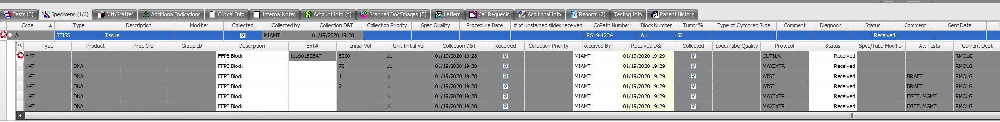 Tests (3) Specimens (1/6) Diff/Scatter Additional Indications Clinical Info Internal Notes Account Info (Y) Scanned Doc/Images (5) Letters Call Requests Additional Info Reports (2) Testing Info Patient History
Code Type Description Modifier Collected Collected by Collection D&T Collection Priority Spec Quality Procedure Date # of unstained slides received CoPath Number Block Number Tumor% Type of Cytoprep Slide Comment Diagnosis Status Comment Sent Date
A STISS Tissue MIAMT 01/19/2020 19:28 RS19-1234 A1 50 Received
Type Product Proc Grp Group ID Description Ext# Initial Vol Unit Initial Vol Collection D&T Received Collection Priority Received By Received D&T Collected Spec/Tube Quality Protocol Status Spec/Tube Modifier Att Tests Current Dept
H4T FFPE Block I11901828AT 5000 uL 01/19/2020 19:28 MIAMT 01/19/2020 19:29 CUTBLK Received RMOLG
H4T DNA FFPE Block 70 uL 01/19/2020 19:28 MIAMT 01/19/2020 19:29 MAXEXTR Received RMOLG
H4T DNA FFPE Block 1 uL 01/19/2020 19:28 MIAMT 01/19/2020 19:29 ATST Received BRAFT RMOLG
H4T DNA FFPE Block 2 uL 01/19/2020 19:28 MIAMT 01/19/2020 19:29 ATST Received BRAFT RMOLG
H4T DNA FFPE Block uL 01/19/2020 19:28 MIAMT 01/19/2020 19:29 MAXEXTR Received EGFT, MGMT RMOLG
H4T DNA FFPE Block uL 01/19/2020 19:28 MIAMT 01/19/2020 19:29 MAXEXTR Received EGFT, MGMT RMOLG